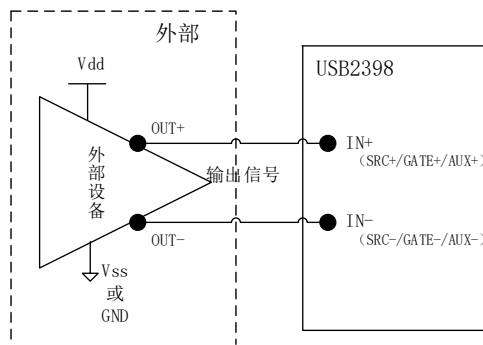 外部
Vdd
USB2398
OUT+
IN+
(SRC+/GATE+/AUX+)
外部设备
输出信号
OUT-
IN-
(SRC-/GATE-/AUX-)
Vss
或
GND